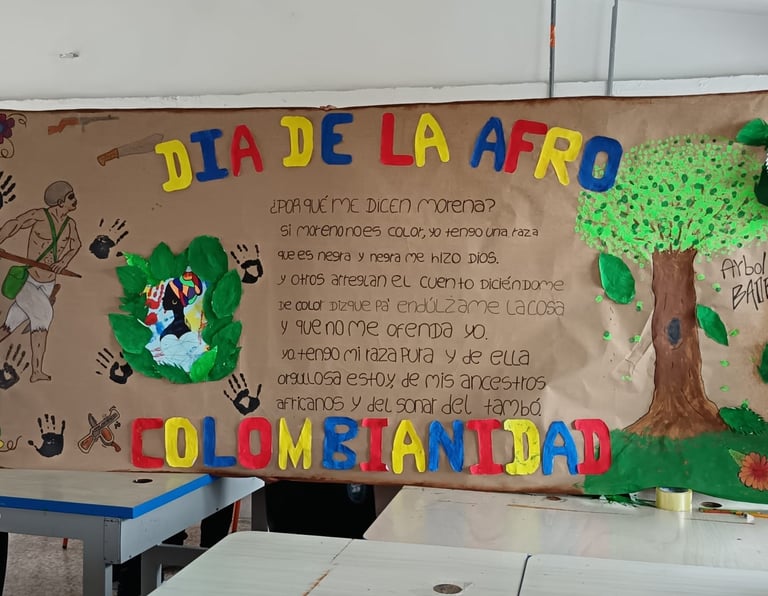 DIA DE LA AFRO
¿POR QUÉ ME DICEN MORENA?
SI MORENO NO ES COLOR, YO TENGO UNA RAZA
QUE ES NEGRA Y NEGRA ME HIZO DIOS.
Y OTROS ARREGLAN EL CUENTO DICIÉNDOME
DE COLOR DIZQUE PA' ENDÚLZAME LA COSA
Y QUE NO ME OFENDA YO.
YO TENGO MI RAZA PURA Y DE ELLA
ORGULLOSA ESTOY, DE MIS ANCESTROS
AFRICANOS Y DEL SONAR DEL TAMBÓ.
COLOMBIANIDAD
Arbol